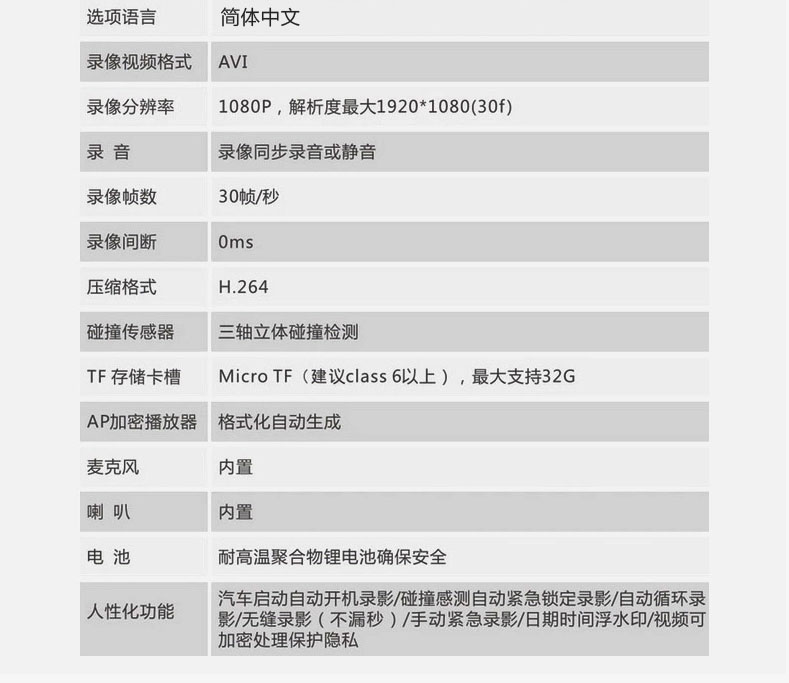 选项语言 简体中文
录像视频格式 AVI
录像分辨率 1080P，解析度最大1920*1080(30f)
录 音 录像同步录音或静音
录像帧数 30帧/秒
录像间断 0ms
压缩格式 H.264
碰撞传感器 三轴立体碰撞检测
TF 存储卡槽 Micro TF（建议class 6以上），最大支持32G
AP加密播放器 格式化自动生成
麦克风 内置
喇 叭 内置
电 池 耐高温聚合物锂电池确保安全
人性化功能 汽车启动自动开机录影/碰撞感测自动紧急锁定录影/自动循环录
影/无缝录影（不漏秒）/手动紧急录影/日期时间浮水印/视频可
加密处理保护隐私